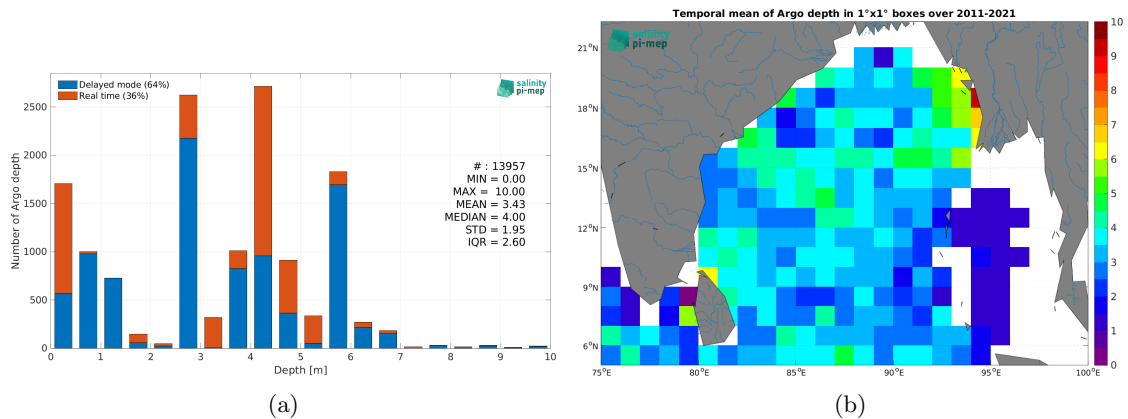 Delayed mode (64%)
Real time (36%)
salinity
pi-mep
# : 13957
MIN = 0.00
MAX = 10.00
MEAN = 3.43
MEDIAN = 4.00
STD = 1.95
IQR = 2.60
Number of Argo depth
2500
2000
1500
1000
500
0
0 1 2 3 4 5 6 7 8 9 10
Depth [m]
(a)
Temporal mean of Argo depth in 1°x1° boxes over 2011-2021
salinity
pi-mep
21°N
18°N
15°N
12°N
9°N
6°N
75°E 80°E 85°E 90°E 95°E 100°E
10
9
8
7
6
5
4
3
2
1
0
(b)